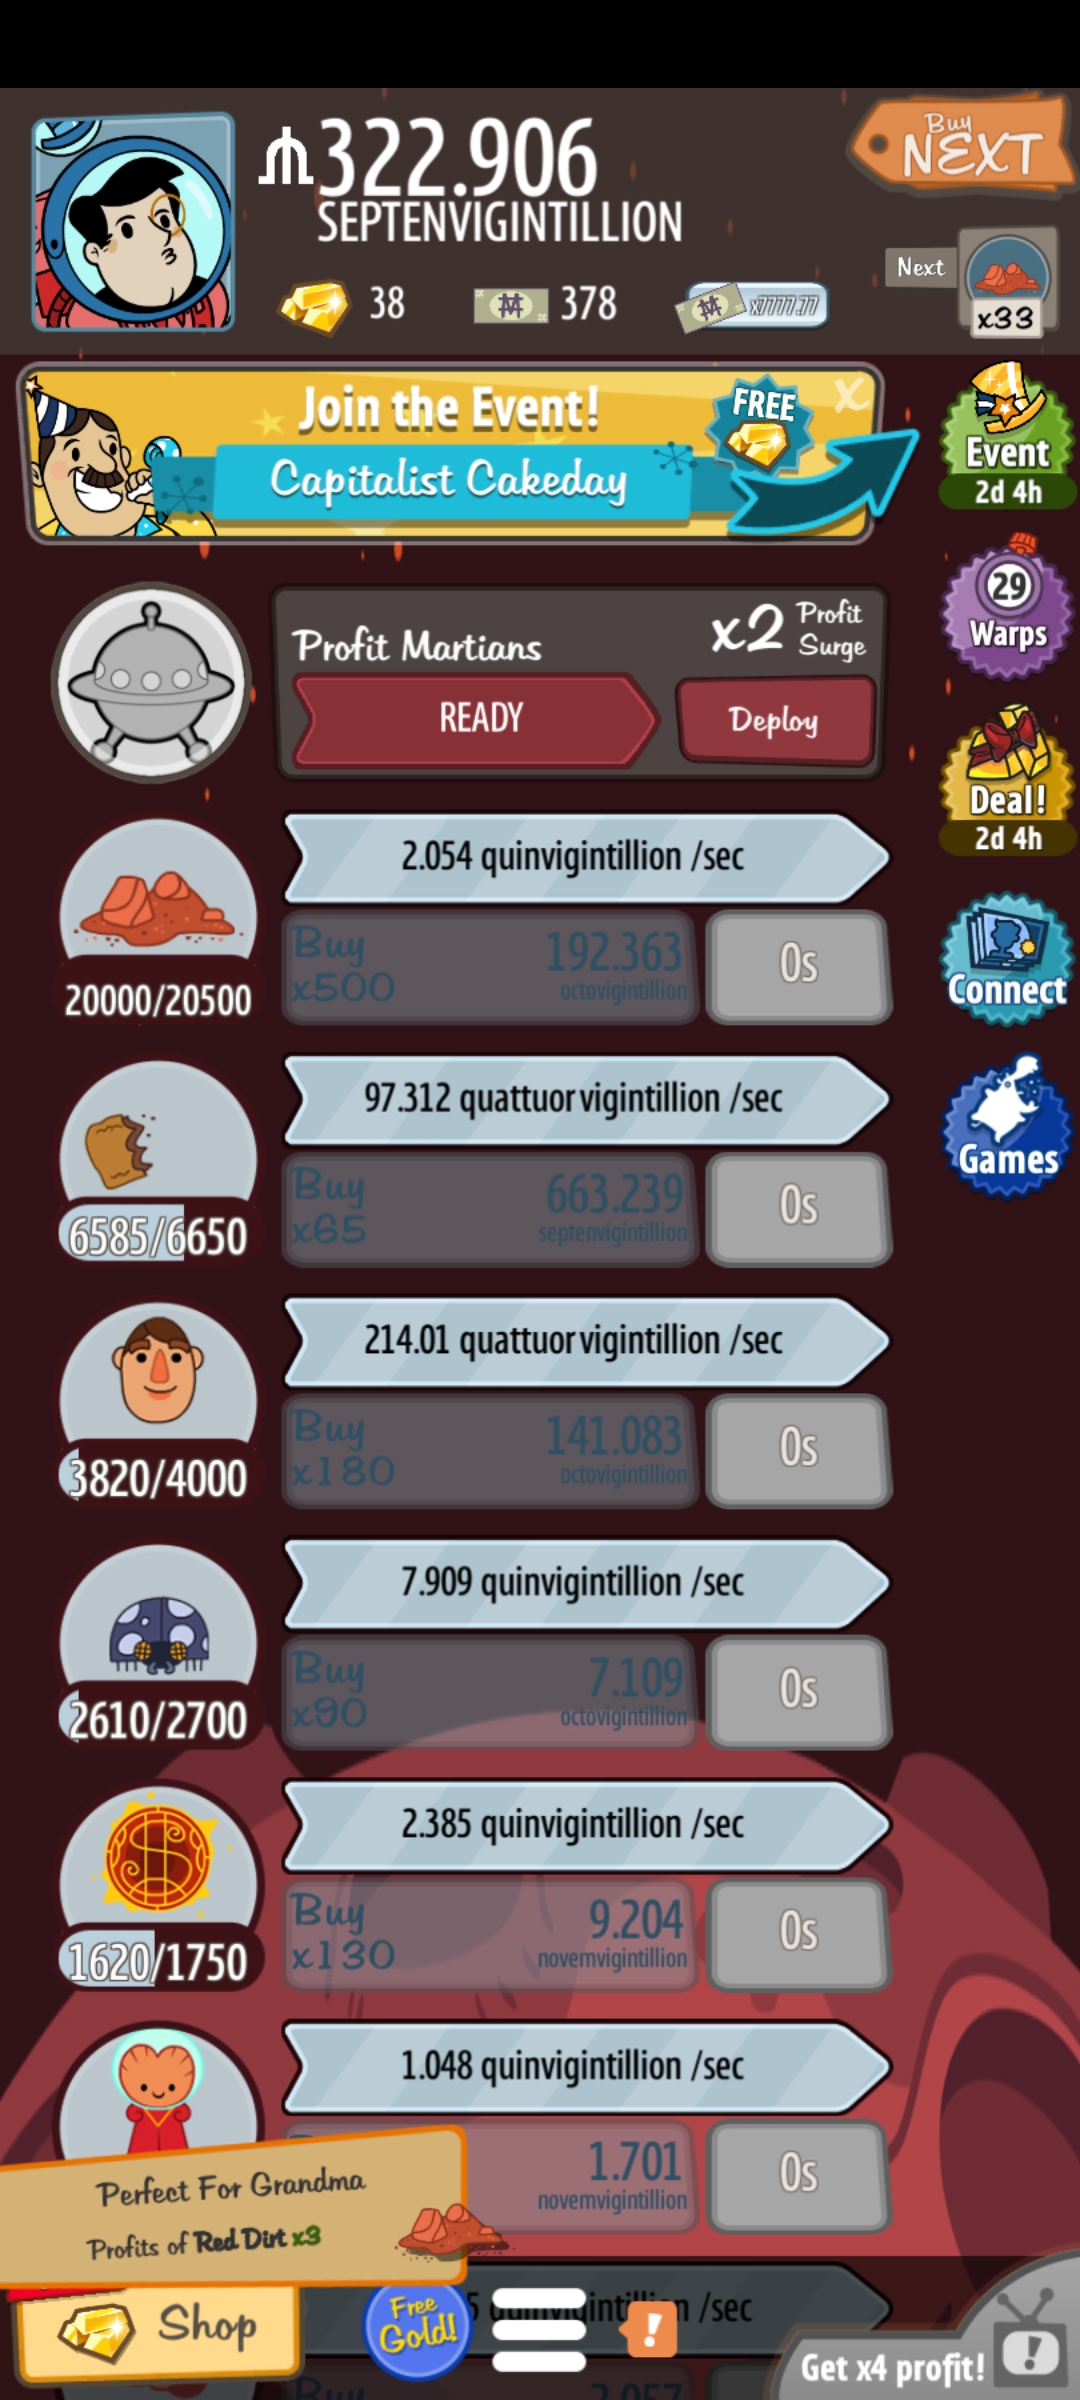 322.906
SEPTENVIGINTILLION
Buy
NEXT
38
378
x7777.77
Next
x33
Join the Event!
Capitalist Cakeday
FREE
x
Event
2d 4h
29
Warps
Profit Martians
x2 Profit
Surge
READY
Deploy
Deal!
2d 4h
2.054 quinvigintillion /sec
Buy
x500
192.363
octovigintillion
0s
20000/20500
Connect
97.312 quattuorvigintillion /sec
Buy
x65
663.239
septenvigintillion
0s
6585/6650
Games
214.01 quattuorvigintillion /sec
Buy
x180
141.083
octovigintillion
0s
3820/4000
7.909 quinvigintillion /sec
Buy
x90
7.109
octovigintillion
0s
2610/2700
2.385 quinvigintillion /sec
Buy
x130
9.204
novemvigintillion
0s
1620/1750
1.048 quinvigintillion /sec
1.701
novemvigintillion
0s
Perfect For Grandma
Profits of Red Dirt x3
Shop
Free
Gold!
!
/sec
Get x4 profit!
!